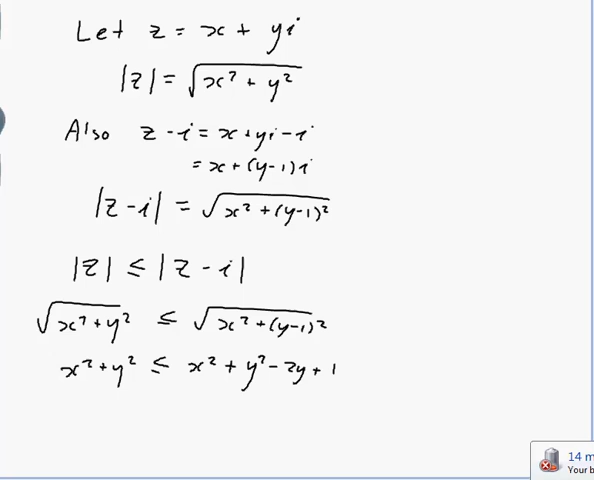 Let z = x + yi
|z| = √(x² + y²)
Also z - i = x + yi - i
= x + (y-1)i
|z - i| = √(x² + (y-1)²)
|z| ≤ |z - i|
√(x² + y²) ≤ √(x² + (y-1)²)
x² + y² ≤ x² + y² - 2y + 1
14 m
Your b